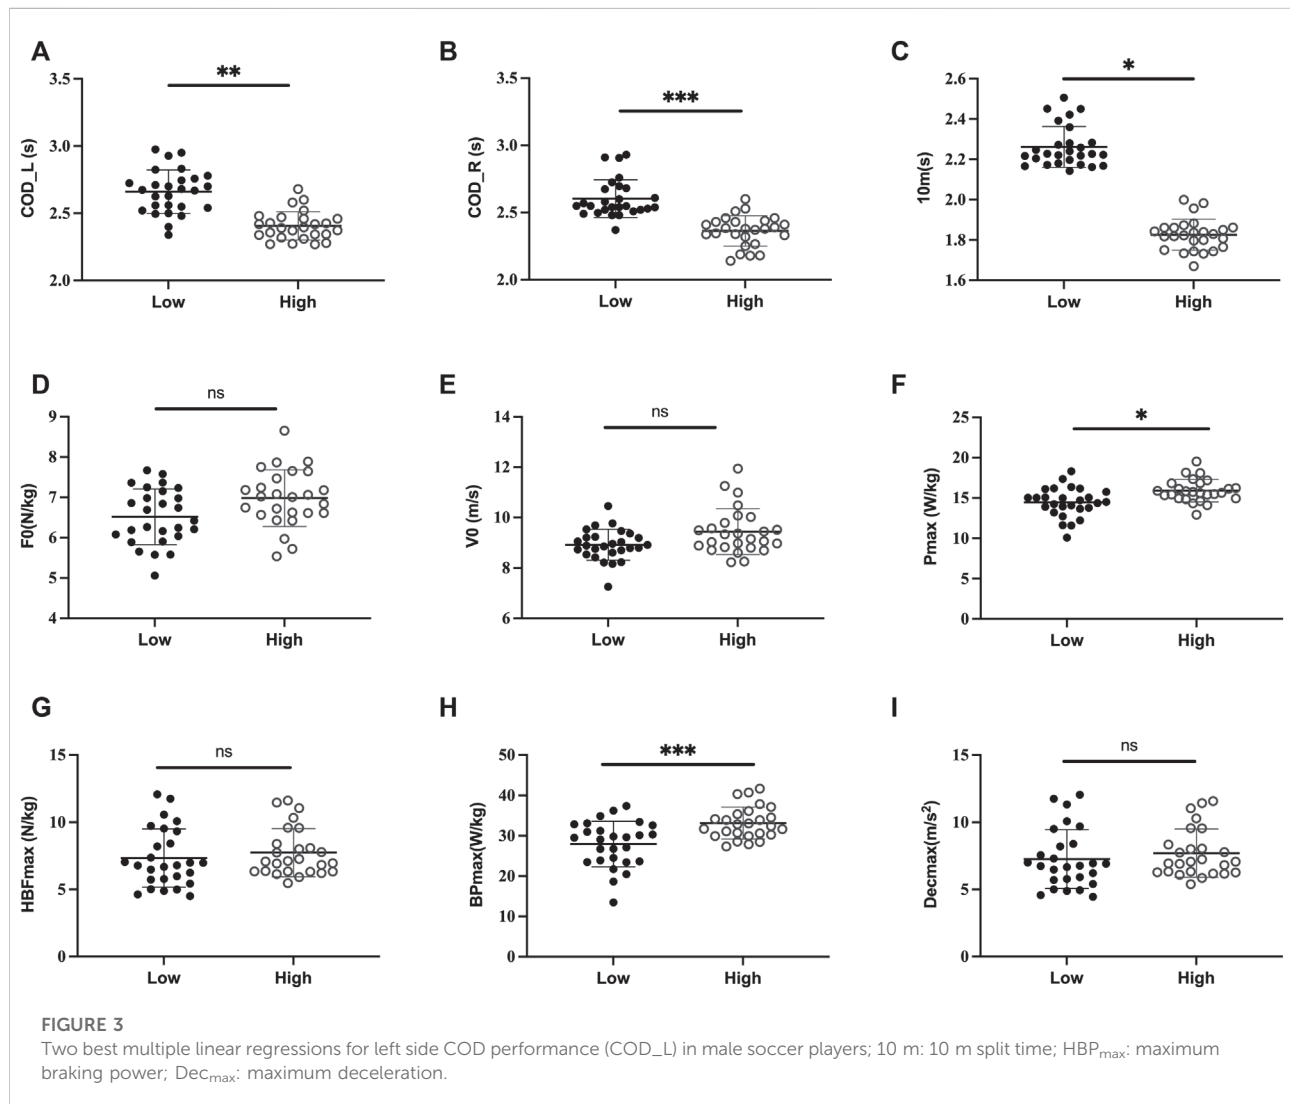 A
B
C
**
***
*
3.5
3.0
2.5
2.0
COD_L (s)
Low
High
3.5
3.0
2.5
2.0
COD_R (s)
Low
High
2.6
2.4
2.2
2.0
1.8
1.6
10m(s)
Low
High
D
E
F
ns
ns
*
9
8
7
6
5
4
F0(N/kg)
Low
High
14
12
10
8
6
V0 (m/s)
Low
High
25
20
15
10
5
0
Pmax (W/kg)
Low
High
G
H
I
ns
***
ns
15
10
5
0
HBFmax (N/kg)
Low
High
50
40
30
20
10
0
BPmax(W/kg)
Low
High
15
10
5
0
Decmax(m/s²)
Low
High
FIGURE 3
Two best multiple linear regressions for left side COD performance (COD_L) in male soccer players; 10 m: 10 m split time; HBPmax: maximum
braking power; Decmax: maximum deceleration.